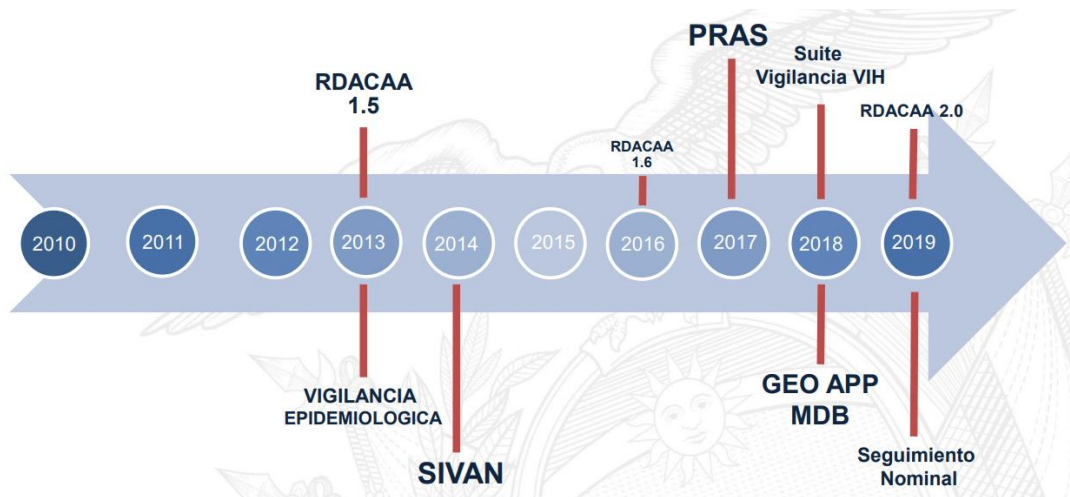 PRAS
Suite
Vigilancia VIH
RDACAA
1.5
RDACAA 2.0
RDACAA
1.6
2010
2011
2012
2013
2014
2015
2016
2017
2018
2019
VIGILANCIA
EPIDEMIOLOGICA
GEO APP
MDB
SIVAN
Seguimiento
Nominal